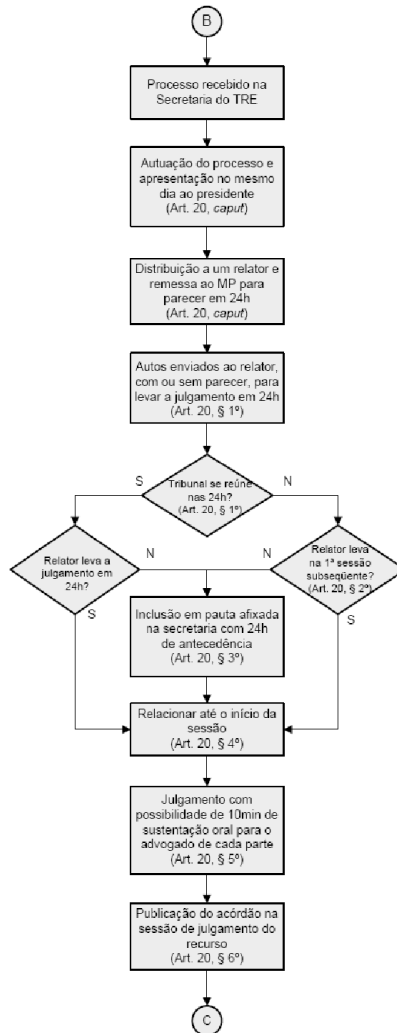 B
Processo recebido na
Secretaria do TRE
Autuação do processo e
apresentação no mesmo
dia ao presidente
(Art. 20, caput)
Distribuição a um relator e
remessa ao MP para
parecer em 24h
(Art. 20, caput)
Autos enviados ao relator,
com ou sem parecer, para
levar a julgamento em 24h
(Art. 20, § 1º)
S
Tribunal se reúne
nas 24h?
(Art. 20, § 1º)
N
Relator leva a
julgamento em
24h?
N
N
Relator leva
na 1ª sessão
subseqüente?
(Art. 20, § 2º)
S
S
Inclusão em pauta afixada
na secretaria com 24h
de antecedência
(Art. 20, § 3º)
Relacionar até o início da
sessão
(Art. 20, § 4º)
Julgamento com
possibilidade de 10min de
sustentação oral para o
advogado de cada parte
(Art. 20, § 5º)
Publicação do acórdão na
sessão de julgamento do
recurso
(Art. 20, § 6º)
C